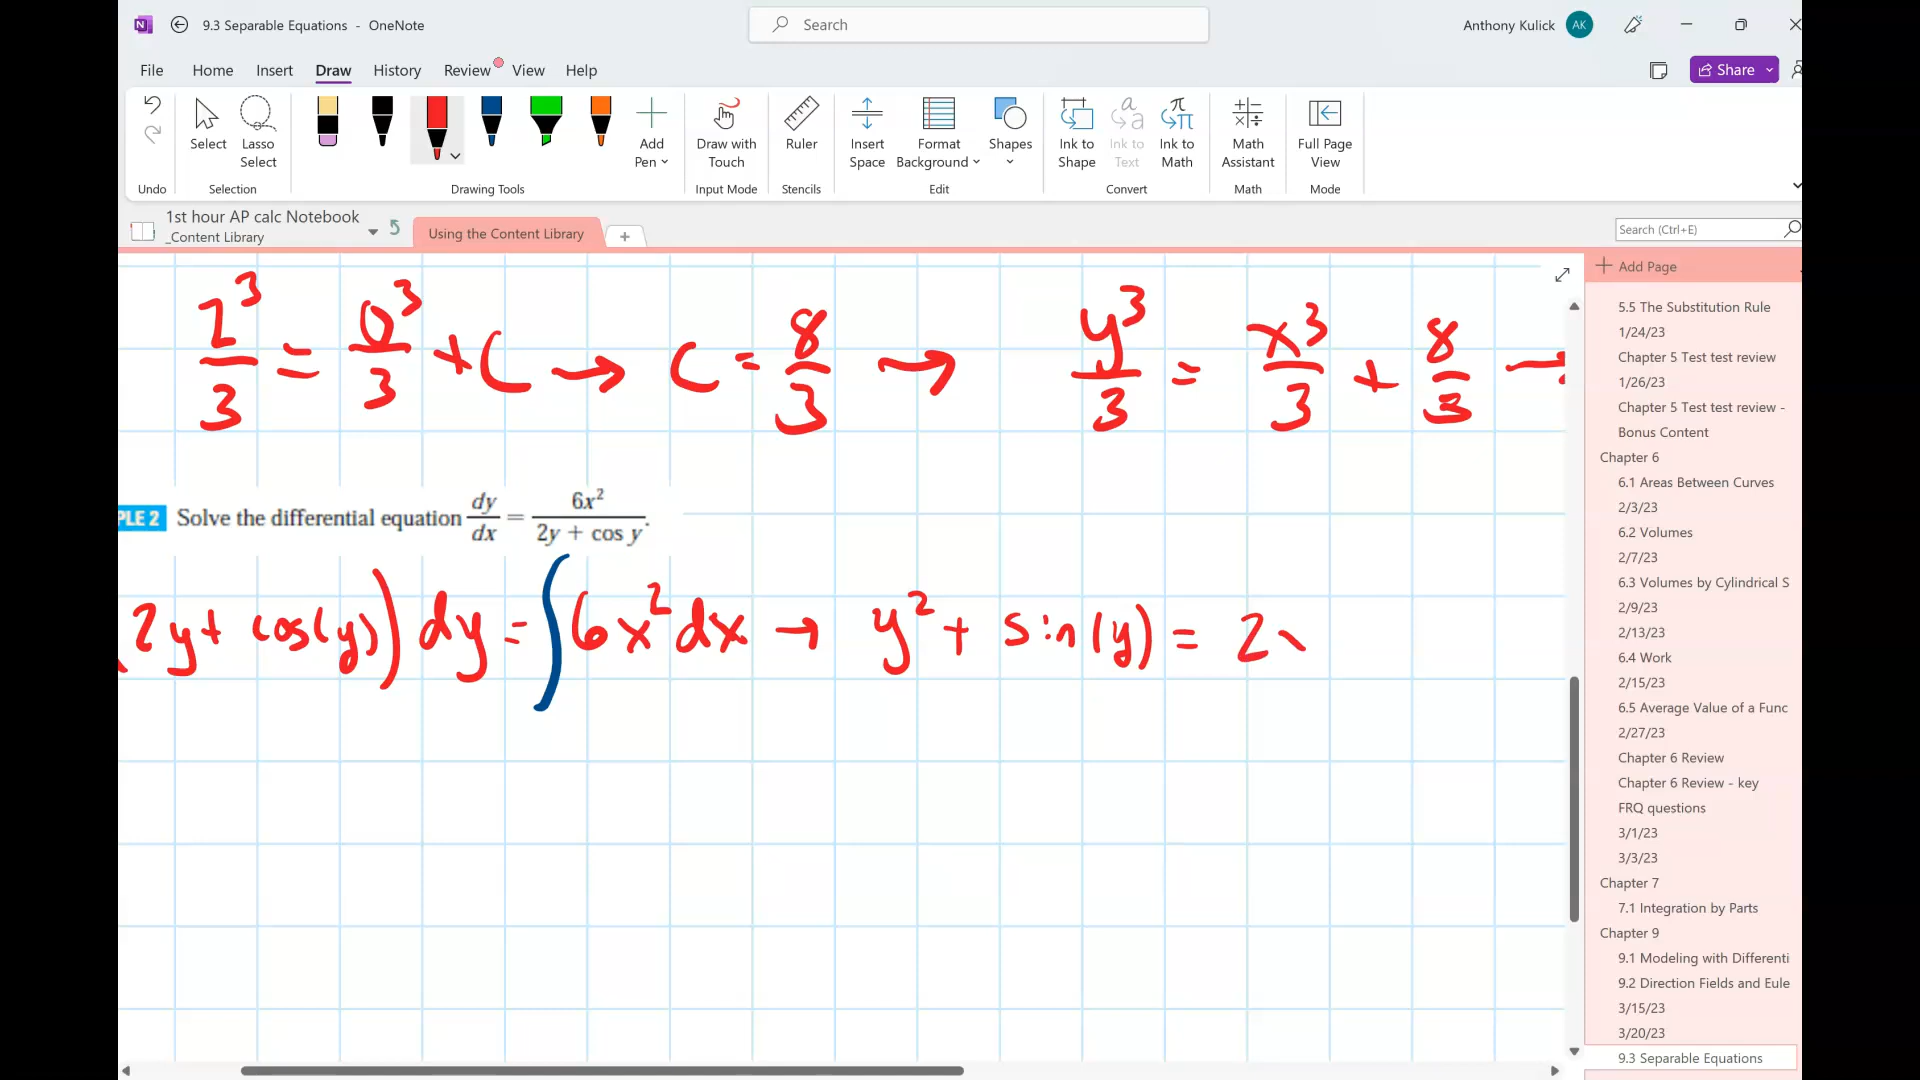 9.3 Separable Equations - OneNote
Search
Anthony Kulick AK
File Home Insert Draw History Review View Help
Share
Undo
Select
Lasso Select
Selection
Drawing Tools
Add Pen
Draw with Touch
Input Mode
Ruler
Stencils
Insert Space
Format Background
Shapes
Edit
Ink to Shape
Ink to Text
Ink to Math
Convert
Math Assistant
Math
Full Page View
Mode
1st hour AP calc Notebook
_Content Library
Using the Content Library
Search (Ctrl+E)
2³/3 = 0³/3 + C → C = 8/3 → y³/3 = x³/3 + 8/3 →
PLE 2 Solve the differential equation dy/dx = 6x²/(2y + cos y).
(2y + cos(y)) dy = ∫6x² dx → y² + sin(y) = 2
Add Page
5.5 The Substitution Rule
1/24/23
Chapter 5 Test test review
1/26/23
Chapter 5 Test test review -
Bonus Content
Chapter 6
6.1 Areas Between Curves
2/3/23
6.2 Volumes
2/7/23
6.3 Volumes by Cylindrical S
2/9/23
2/13/23
6.4 Work
2/15/23
6.5 Average Value of a Func
2/27/23
Chapter 6 Review
Chapter 6 Review - key
FRQ questions
3/1/23
3/3/23
Chapter 7
7.1 Integration by Parts
Chapter 9
9.1 Modeling with Differenti
9.2 Direction Fields and Eule
3/15/23
3/20/23
9.3 Separable Equations